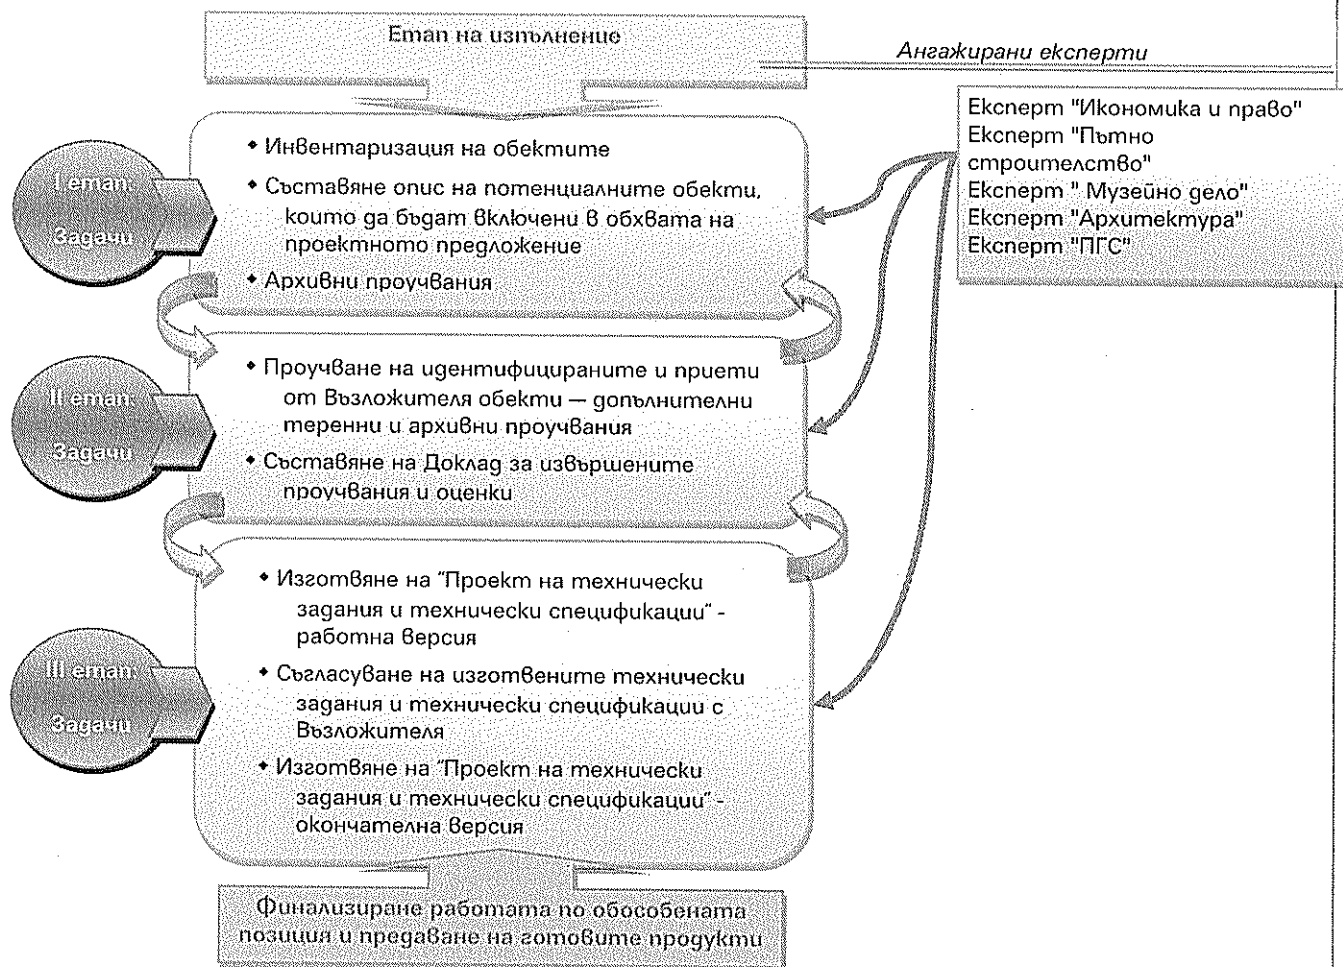 Етап на изпълнение
Ангажирани експерти
Експерт "Икономика и право"
Експерт "Пътно
строителство"
Експерт " Музейно дело"
Експерт "Архитектура"
Експерт "ПГС"
I етап:
Задачи
• Инвентаризация на обектите
• Съставяне опис на потенциалните обекти,
които да бъдат включени в обхвата на
проектното предложение
• Архивни проучвания
II етап:
Задачи
• Проучване на идентифицираните и приети
от Възложителя обекти — допълнителни
теренни и архивни проучвания
• Съставяне на Доклад за извършените
проучвания и оценки
III етап:
Задачи
• Изготвяне на "Проект на технически
задания и технически спецификации" -
работна версия
• Съгласуване на изготвените технически
задания и технически спецификации с
Възложителя
• Изготвяне на "Проект на технически
задания и технически спецификации" -
окончателна версия
Финализиране работата по обособената
позиция и предаване на готовите продукти